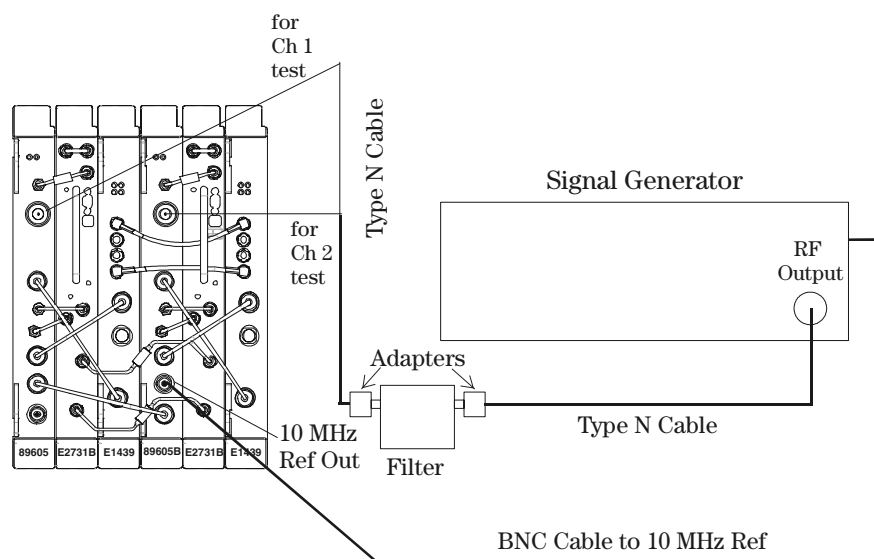 for
Ch 1
test
Type N Cable
Signal Generator
RF
Output
for
Ch 2
test
Adapters
Type N Cable
10 MHz
Ref Out
Filter
89605
E2731B
E1439
89605B
E2731B
E1439
BNC Cable to 10 MHz Ref